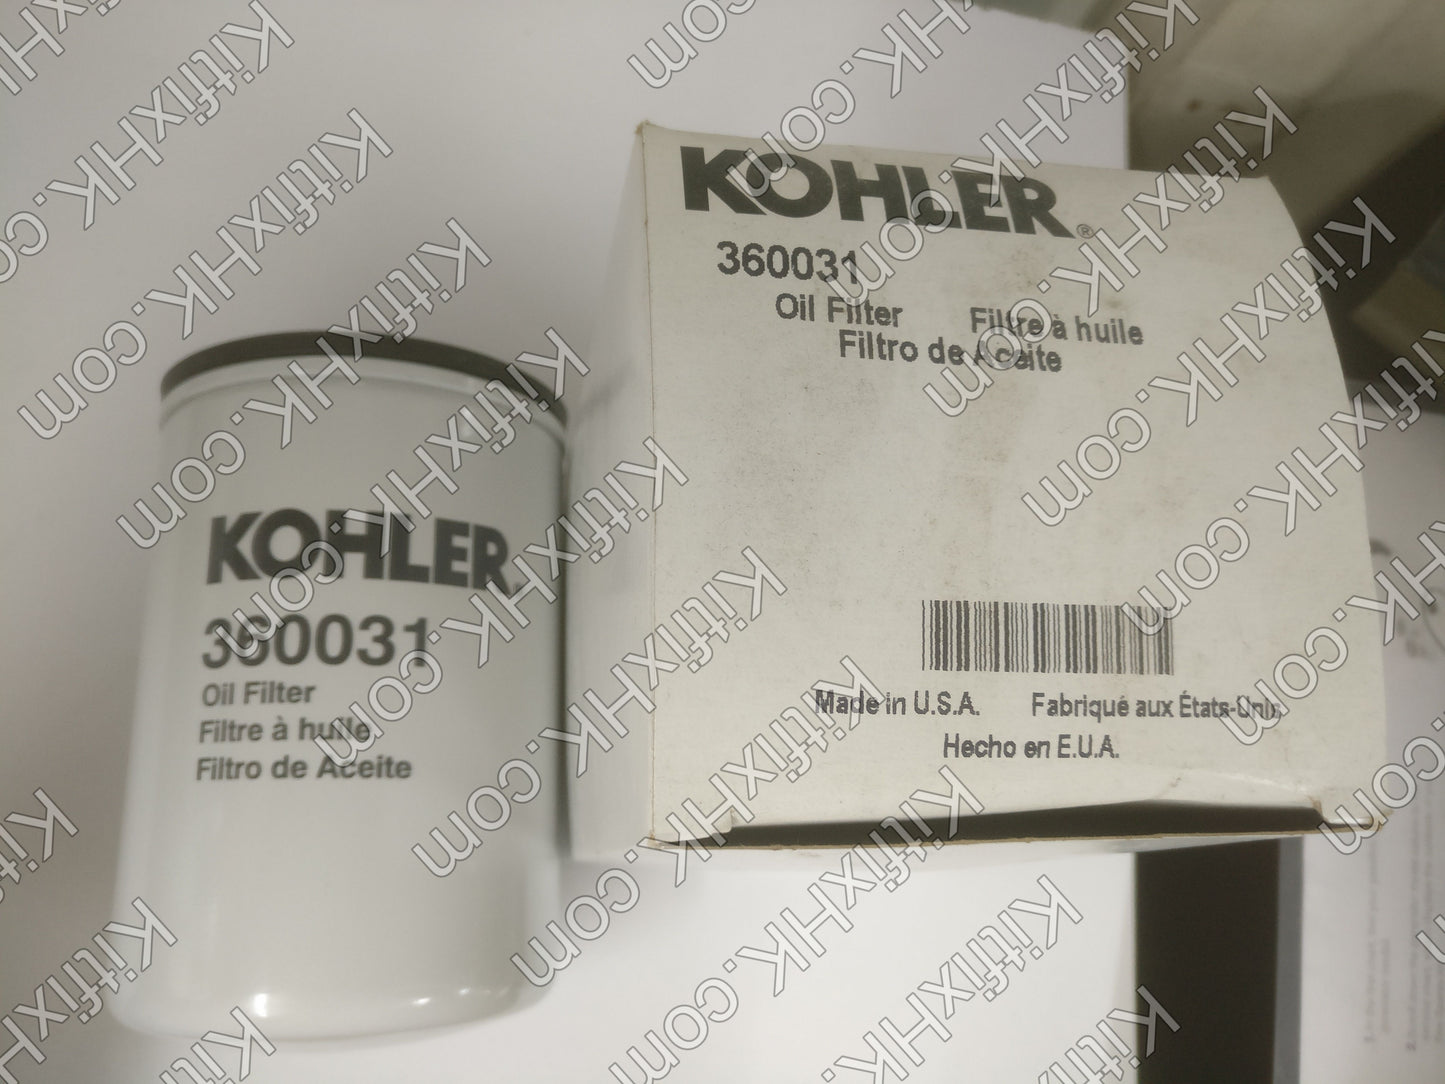 KOHLER®
360031
Oil Filter Filtre à huile
Filtro de Aceite
Made in U.S.A. Fabriqué aux États-Unis
Hecho en E.U.A.
KOHLER
360031
Oil Filter
Filtre à huile
Filtro de Aceite
KitfixHK.com